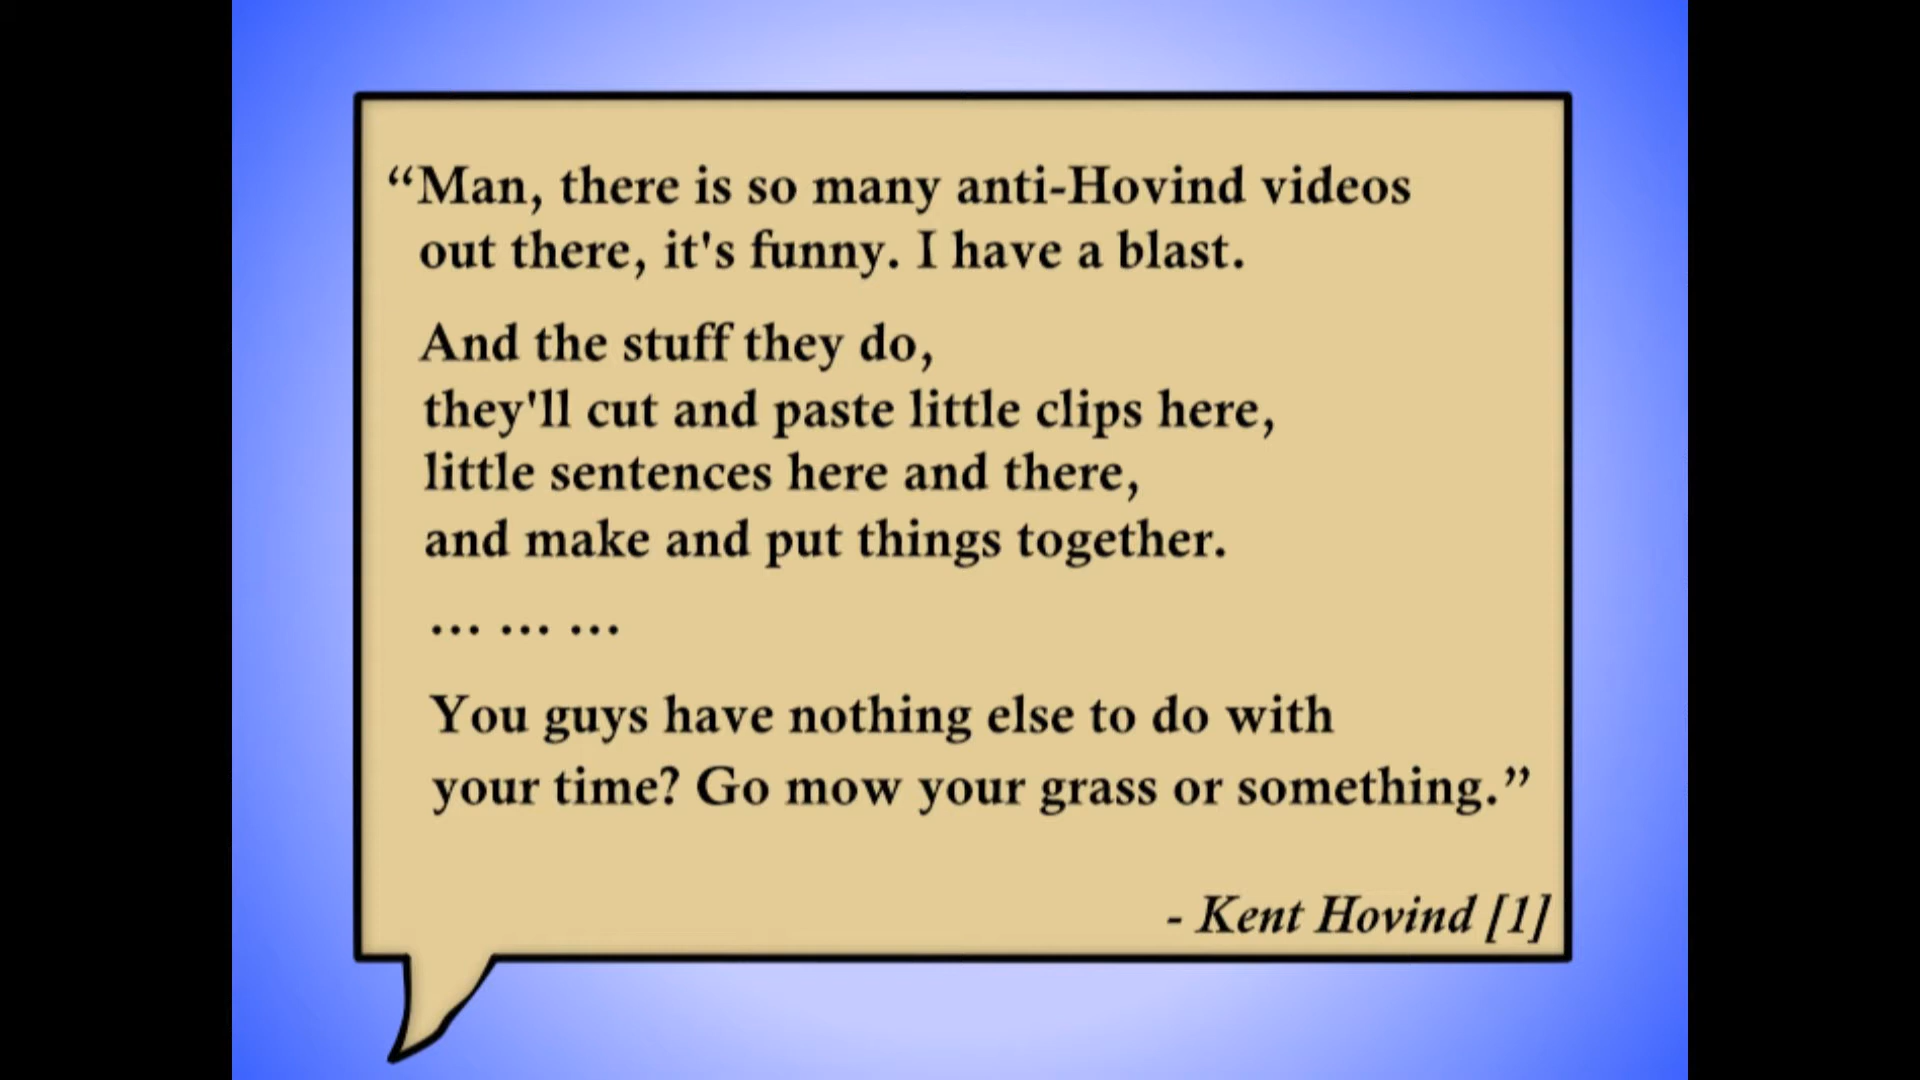 “Man, there is so many anti-Hovind videos
out there, it's funny. I have a blast.
And the stuff they do,
they'll cut and paste little clips here,
little sentences here and there,
and make and put things together.
... ... ...
You guys have nothing else to do with
your time? Go mow your grass or something.”
- Kent Hovind [1]